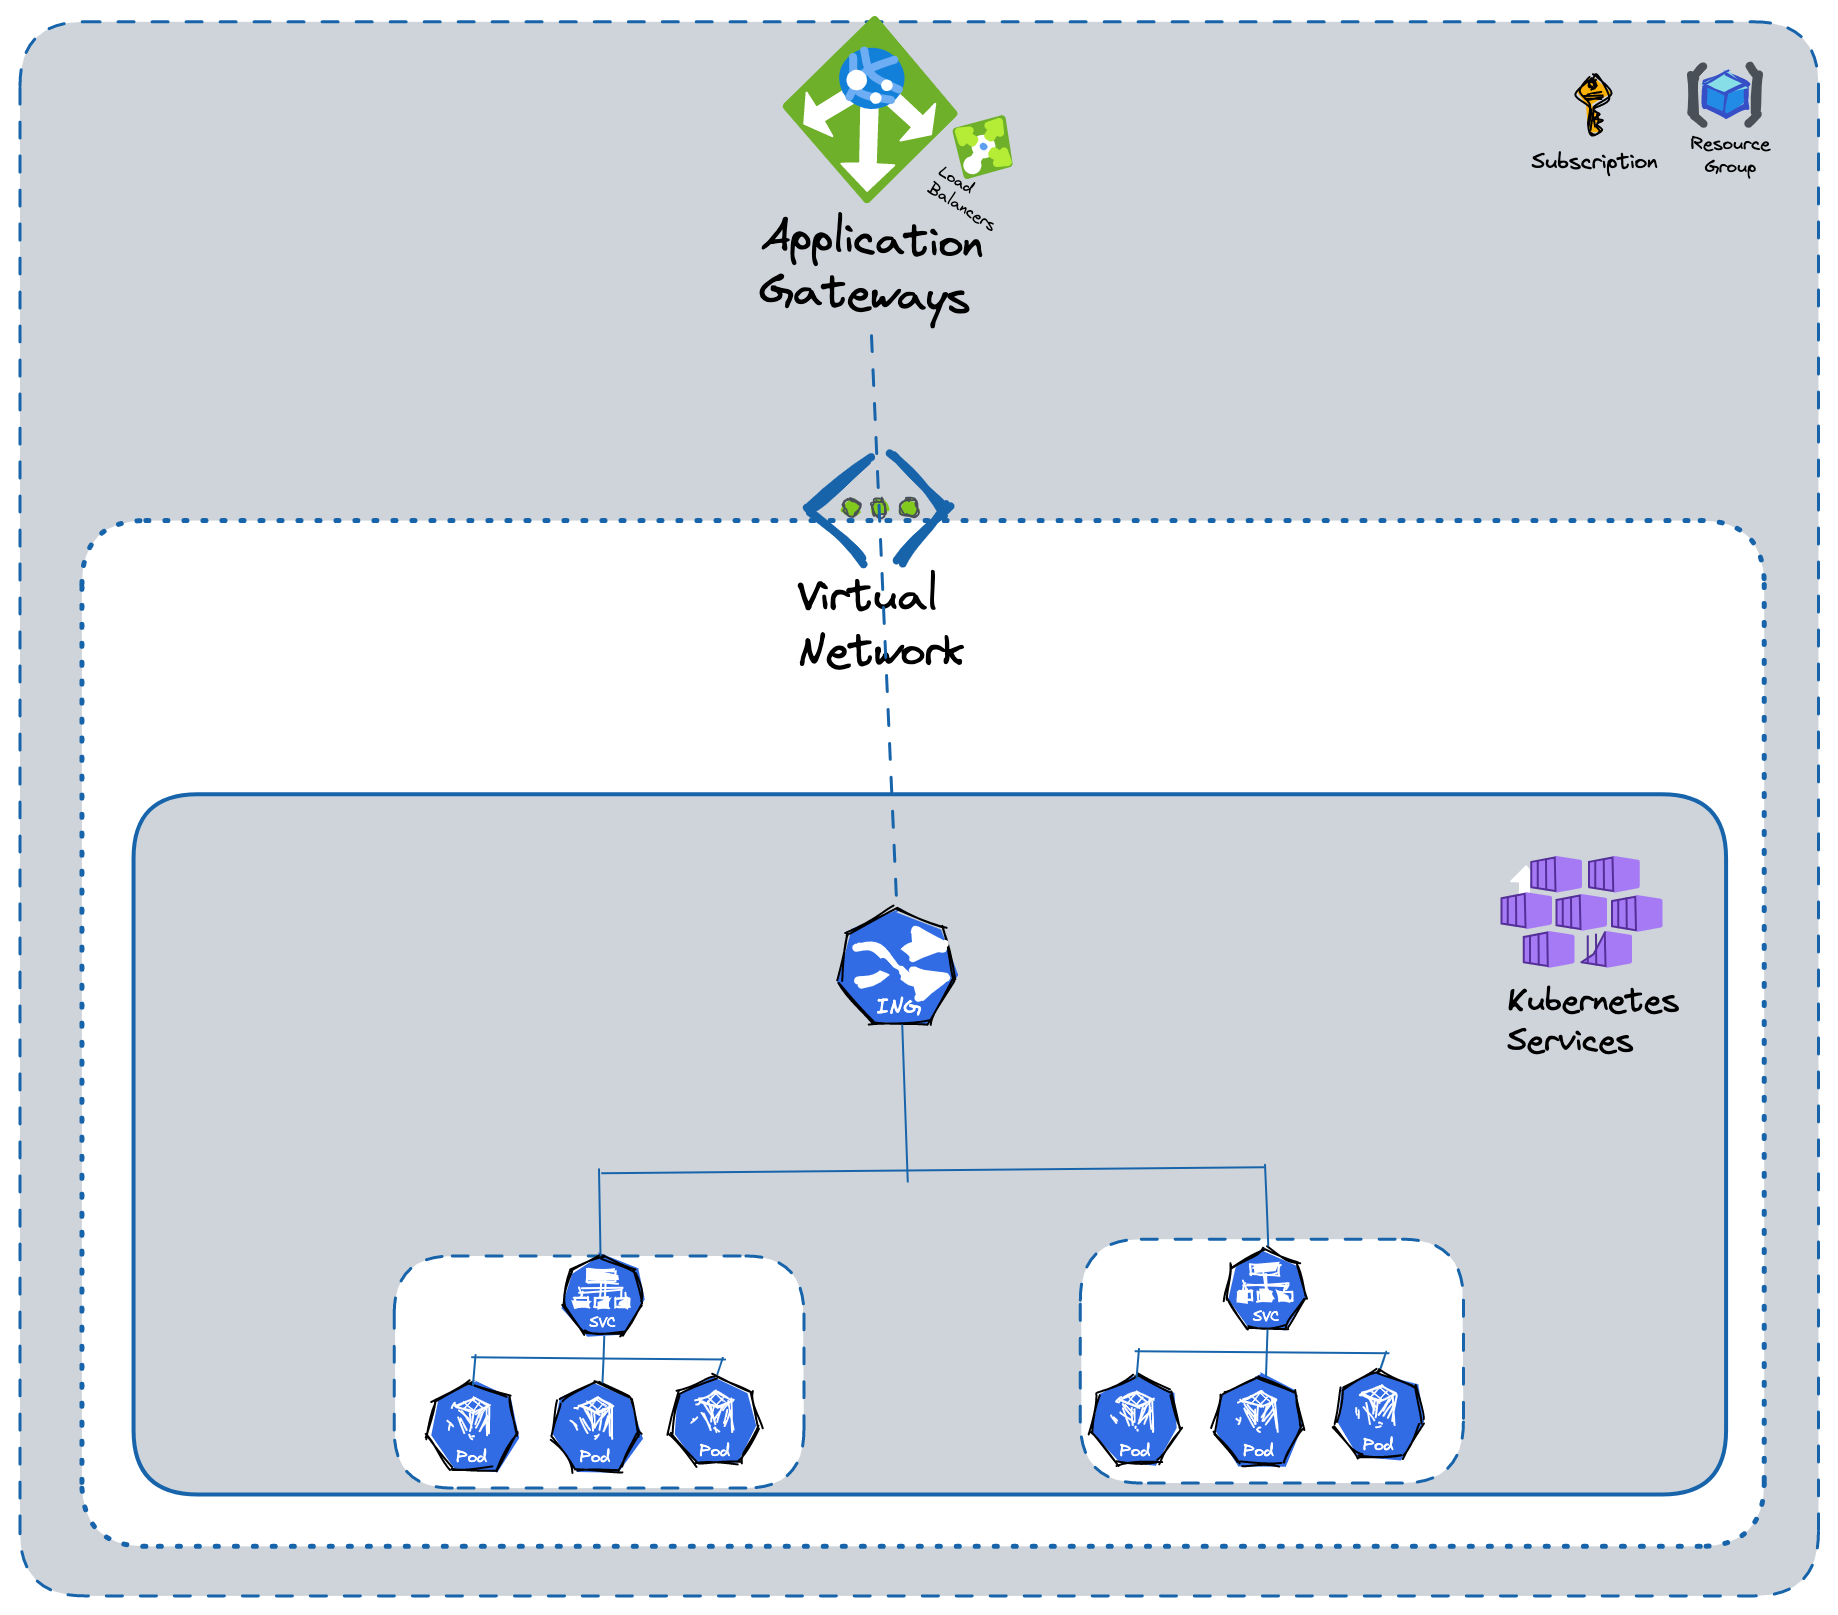 Load
Balancers
Application
Gateways
Subscription
Resource
Group
Virtual
Network
Kubernetes
Services
ING
SVC
SVC
Pod
Pod
Pod
Pod
Pod
Pod